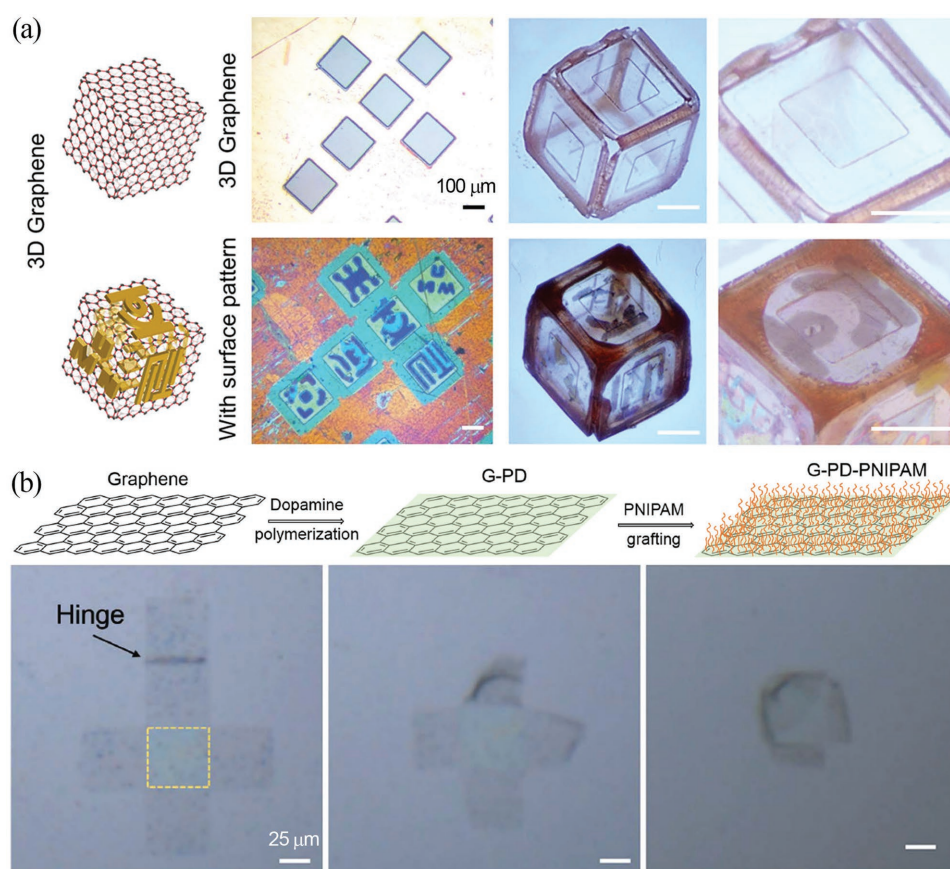 (a)
3D Graphene
3D Graphene
100 μm
With surface pattern
(b)
Graphene
Dopamine
polymerization
G-PD
PNIPAM
grafting
G-PD-PNIPAM
Hinge
25 μm